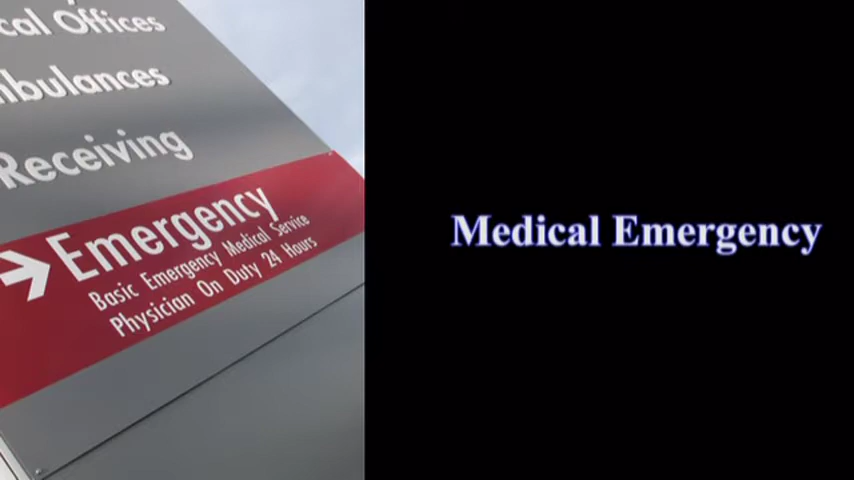 cal Offices
mbulances
Receiving
Emergency
Basic Emergency Medical Service
Physician On Duty 24 Hours
Medical Emergency